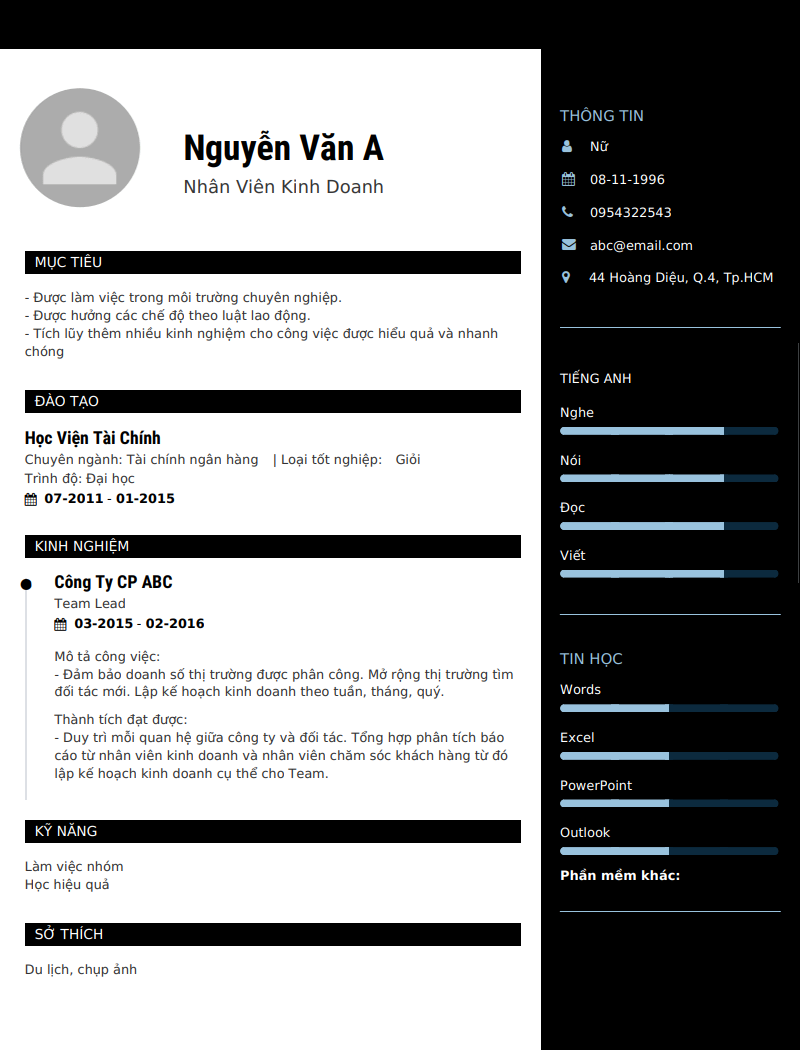 Nguyễn Văn A
Nhân Viên Kinh Doanh
MỤC TIÊU
- Được làm việc trong môi trường chuyên nghiệp.
- Được hưởng các chế độ theo luật lao động.
- Tích lũy thêm nhiều kinh nghiệm cho công việc được hiểu quả và nhanh
chóng
ĐÀO TẠO
Học Viện Tài Chính
Chuyên ngành: Tài chính ngân hàng | Loại tốt nghiệp: Giỏi
Trình độ: Đại học
07-2011 - 01-2015
KINH NGHIỆM
Công Ty CP ABC
Team Lead
03-2015 - 02-2016
Mô tả công việc:
- Đảm bảo doanh số thị trường được phân công. Mở rộng thị trường tìm
đối tác mới. Lập kế hoạch kinh doanh theo tuần, tháng, quý.
Thành tích đạt được:
- Duy trì mỗi quan hệ giữa công ty và đối tác. Tổng hợp phân tích báo
cáo từ nhân viên kinh doanh và nhân viên chăm sóc khách hàng từ đó
lập kế hoạch kinh doanh cụ thể cho Team.
KỸ NĂNG
Làm việc nhóm
Học hiệu quả
SỞ THÍCH
Du lịch, chụp ảnh
THÔNG TIN
Nữ
08-11-1996
0954322543
abc@email.com
44 Hoàng Diệu, Q.4, Tp.HCM
TIẾNG ANH
Nghe
Nói
Đọc
Viết
TIN HỌC
Words
Excel
PowerPoint
Outlook
Phần mềm khác: